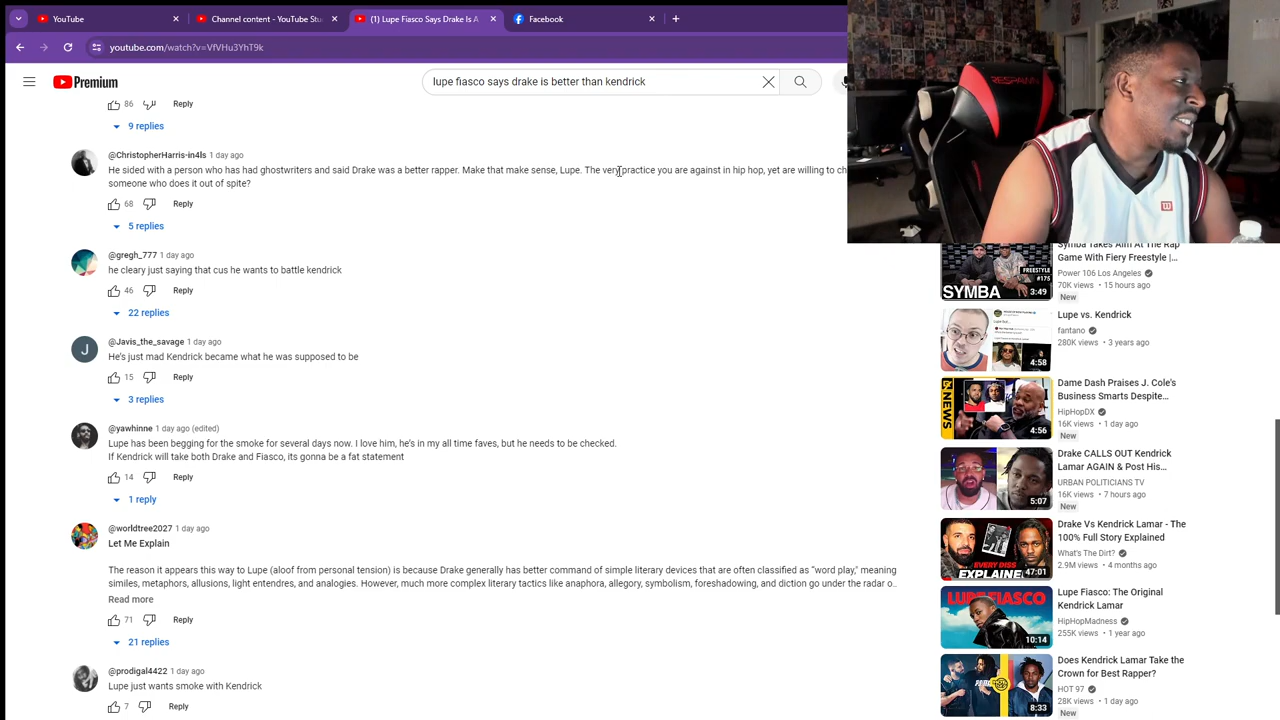 YouTube
Channel content - YouTube Stu
(1) Lupe Fiasco Says Drake Is A
Facebook
youtube.com/watch?v=VfVHu3YhT9k
Premium
lupe fiasco says drake is better than kendrick
86
Reply
9 replies
@ChristopherHarris-in4ls 1 day ago
He sided with a person who has had ghostwriters and said Drake was a better rapper. Make that make sense, Lupe. The very practice you are against in hip hop, yet are willing to ch
someone who does it out of spite?
68
Reply
5 replies
@gregh_777 1 day ago
he cleary just saying that cus he wants to battle kendrick
46
Reply
22 replies
J
@Javis_the_savage 1 day ago
He's just mad Kendrick became what he was supposed to be
15
Reply
3 replies
@yawhinne 1 day ago (edited)
Lupe has been begging for the smoke for several days now. I love him, he's in my all time faves, but he needs to be checked.
If Kendrick will take both Drake and Fiasco, its gonna be a fat statement
14
Reply
1 reply
@worldtree2027 1 day ago
Let Me Explain
The reason it appears this way to Lupe (aloof from personal tension) is because Drake generally has better command of simple literary devices that are often classified as "word play," meaning
similes, metaphors, allusions, light entendres, and analogies. However, much more complex literary tactics like anaphora, allegory, symbolism, foreshadowing, and diction go under the radar o...
Read more
71
Reply
21 replies
@prodigal4422 1 day ago
Lupe just wants smoke with Kendrick
7
Reply
RESPAWN
Symba Takes Aim At The Rap
Game With Fiery Freestyle |...
Power 106 Los Angeles
70K views • 15 hours ago
New
FREESTYLE
#175
SYMBA
3:49
Lupe vs. Kendrick
fantano
280K views • 3 years ago
4:58
Dame Dash Praises J. Cole's
Business Smarts Despite...
HipHopDX
16K views • 1 day ago
New
NEWS
4:56
Drake CALLS OUT Kendrick
Lamar AGAIN & Post His...
URBAN POLITICIANS TV
16K views • 7 hours ago
New
5:07
Drake Vs Kendrick Lamar - The
100% Full Story Explained
What's The Dirt?
2.9M views • 4 months ago
EVERY DISS
EXPLAINE
47:01
Lupe Fiasco: The Original
Kendrick Lamar
HipHopMadness
255K views • 1 year ago
LUPE FIASCO
10:14
Does Kendrick Lamar Take the
Crown for Best Rapper?
HOT 97
28K views • 1 day ago
New
8:33